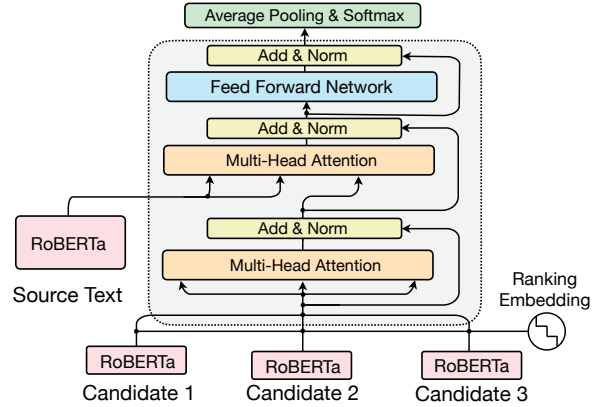 Average Pooling & Softmax
Add & Norm
Feed Forward Network
Add & Norm
Multi-Head Attention
RoBERTa
Source Text
Add & Norm
Multi-Head Attention
Ranking
Embedding
RoBERTa
RoBERTa
RoBERTa
Candidate 1
Candidate 2
Candidate 3